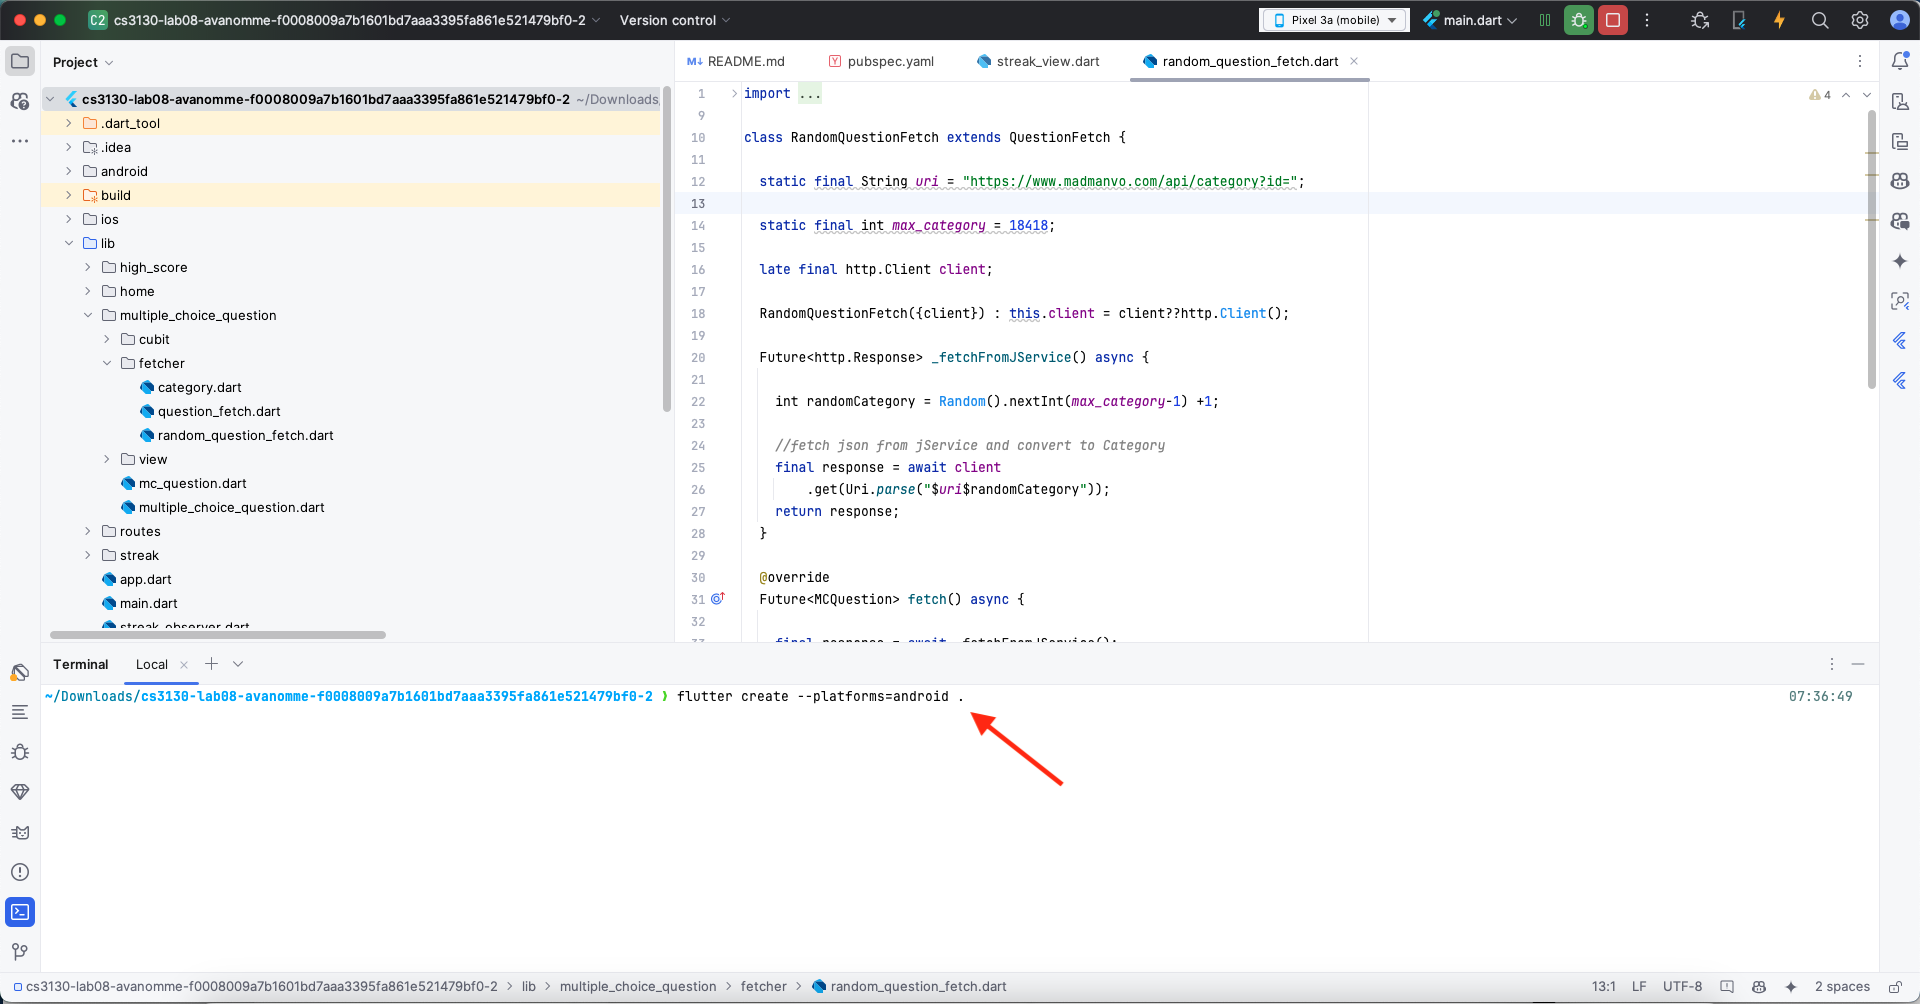 C2 cs3130-lab08-avanomme-f0008009a7b1601bd7aaa3395fa861e521479bf0-2 Version control Pixel 3a (mobile) main.dart
Project
cs3130-lab08-avanomme-f0008009a7b1601bd7aaa3395fa861e521479bf0-2 ~/Downloads
.dart_tool
.idea
android
build
ios
lib
high_score
home
multiple_choice_question
cubit
fetcher
category.dart
question_fetch.dart
random_question_fetch.dart
view
mc_question.dart
multiple_choice_question.dart
routes
streak
app.dart
main.dart
streak_observer.dart
M↓ README.md Y pubspec.yaml streak_view.dart random_question_fetch.dart
4
1 import ...
9
10 class RandomQuestionFetch extends QuestionFetch {
11
12 static final String uri = "https://www.madmanvo.com/api/category?id=";
13
14 static final int max_category = 18418;
15
16 late final http.Client client;
17
18 RandomQuestionFetch({client}) : this.client = client??http.Client();
19
20 Future<http.Response> _fetchFromJService() async {
21
22 int randomCategory = Random().nextInt(max_category-1) +1;
23
24 //fetch json from jService and convert to Category
25 final response = await client
26 .get(Uri.parse("$uri$randomCategory"));
27 return response;
28 }
29
30 @override
31 Future<MCQuestion> fetch() async {
32
33 final response = await _fetchFromJService();
Terminal Local
~/Downloads/cs3130-lab08-avanomme-f0008009a7b1601bd7aaa3395fa861e521479bf0-2 ❯ flutter create --platforms=android . 07:36:49
cs3130-lab08-avanomme-f0008009a7b1601bd7aaa3395fa861e521479bf0-2 > lib > multiple_choice_question > fetcher > random_question_fetch.dart 13:1 LF UTF-8 2 spaces